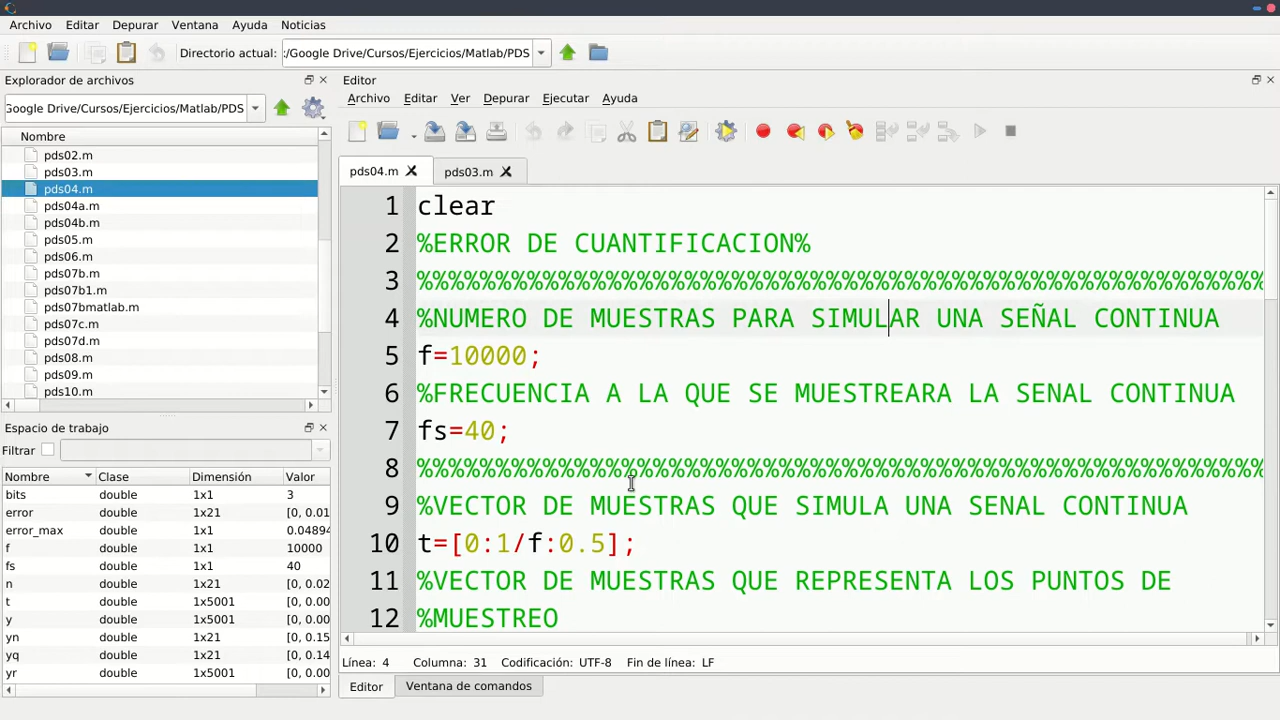 Archivo Editar Depurar Ventana Ayuda Noticias
Directorio actual: :/Google Drive/Cursos/Ejercicios/Matlab/PDS
Explorador de archivos
Google Drive/Cursos/Ejercicios/Matlab/PDS
Nombre
pds02.m
pds03.m
pds04.m
pds04a.m
pds04b.m
pds05.m
pds06.m
pds07b.m
pds07b1.m
pds07bmatlab.m
pds07c.m
pds07d.m
pds08.m
pds09.m
pds10.m
Espacio de trabajo
Filtrar
Nombre Clase Dimensión Valor
bits double 1x1 3
error double 1x21 [0, 0.01
error_max double 1x1 0.04894
f double 1x1 10000
fs double 1x1 40
n double 1x21 [0, 0.02
t double 1x5001 [0, 0.00
y double 1x5001 [0, 0.00
yn double 1x21 [0, 0.15
yq double 1x21 [0, 0.14
yr double 1x5001 [0, 0.00
Editor
Archivo Editar Ver Depurar Ejecutar Ayuda
pds04.m pds03.m
1 clear
2 %ERROR DE CUANTIFICACION%
3 %%%%%%%%%%%%%%%%%%%%%%%%%%%%%%%%%%%%%%%%%%%%%%%%%%%%%%
4 %NUMERO DE MUESTRAS PARA SIMULAR UNA SEÑAL CONTINUA
5 f=10000;
6 %FRECUENCIA A LA QUE SE MUESTREARA LA SENAL CONTINUA
7 fs=40;
8 %%%%%%%%%%%%%%%%%%%%%%%%%%%%%%%%%%%%%%%%%%%%%%%%%%%%%%
9 %VECTOR DE MUESTRAS QUE SIMULA UNA SENAL CONTINUA
10 t=[0:1/f:0.5];
11 %VECTOR DE MUESTRAS QUE REPRESENTA LOS PUNTOS DE
12 %MUESTREO
Línea: 4 Columna: 31 Codificación: UTF-8 Fin de línea: LF
Editor Ventana de comandos